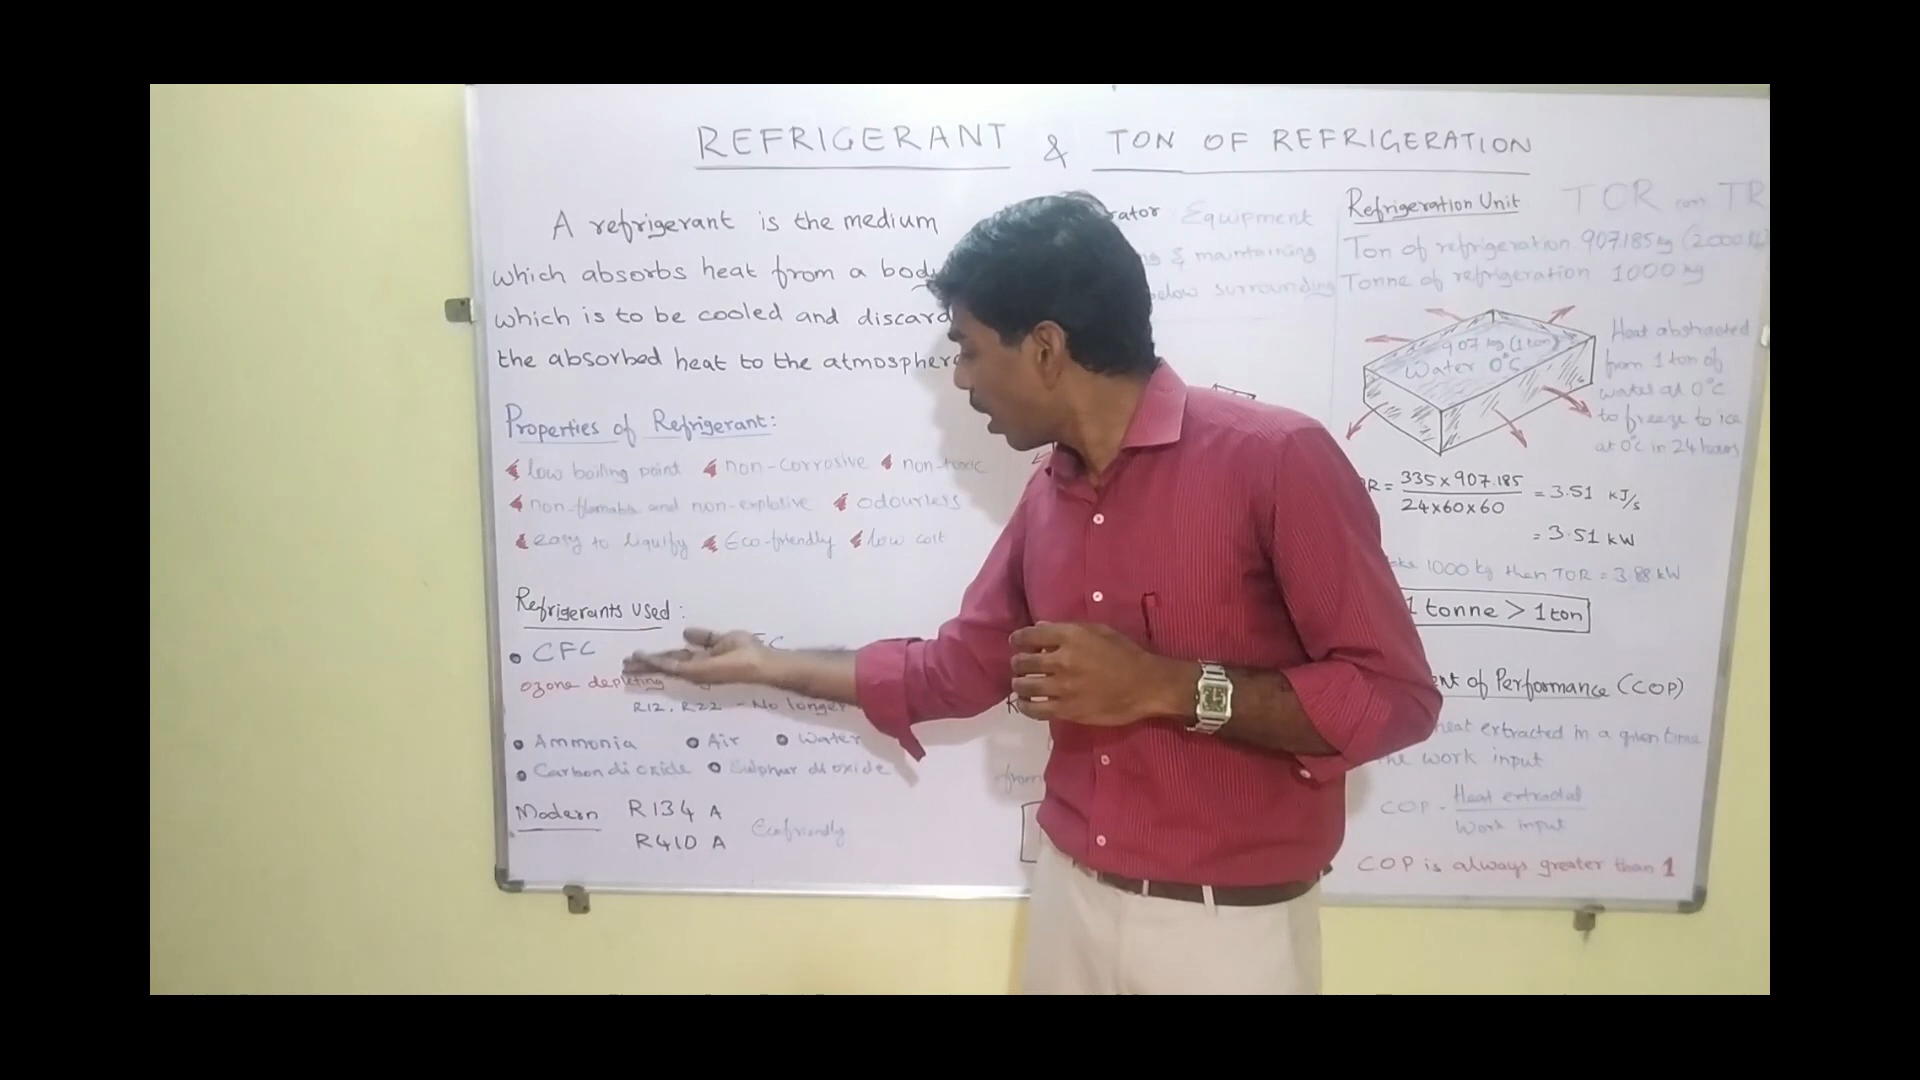 REFRIGERANT & TON OF REFRIGERATION
A refrigerant is the medium
which absorbs heat from a body
which is to be cooled and discard
the absorbed heat to the atmosphere
Properties of Refrigerant:
low boiling point non-corrosive non-toxic
non-flamable and non-explosive odourless
easy to liquify Eco-friendly low cost
Refrigerants Used :
CFC
ozone depleting
R12, R22 - No longer
Ammonia Air Water
Carbon di oxide Sulphur di oxide
Modern R134 A
R410 A
Ecofriendly
Equipment
& maintaining
below surrounding
Refrigeration Unit TOR (or) TR
Ton of refrigeration 907.185 kg
Tonne of refrigeration 1000 kg
907 kg (1 ton)
Water 0°C
Heat abstracted
from 1 ton of
water at 0°C
to freeze to ice
at 0°C in 24 hours
R = 335 x 907.185 / 24x60x60 = 3.51 KJ/s
= 3.51 kW
1000 kg then TOR = 3.88 kW
1 tonne > 1 ton
of Performance (COP)
heat extracted in a given time
work input
COP = Heat extracted
Work input
COP is always greater than 1